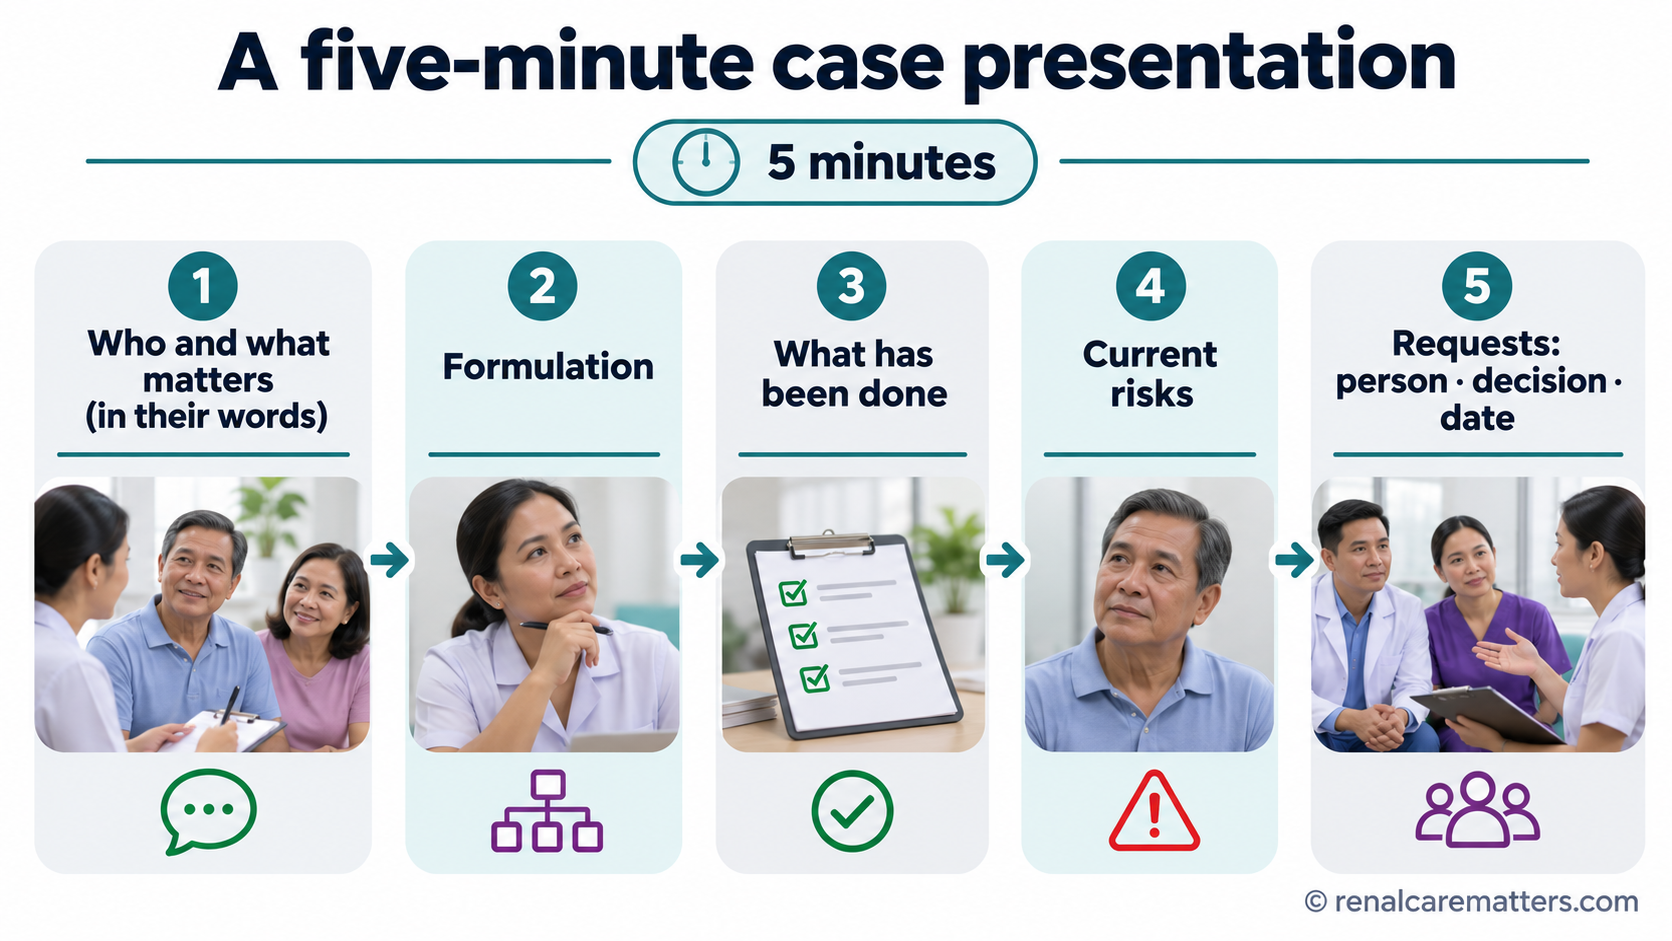 A five-minute case presentation
5 minutes
1
Who and what
matters
(in their words)
2
Formulation
3
What has
been done
4
Current
risks
5
Requests:
person · decision ·
date
© renalcarematters.com